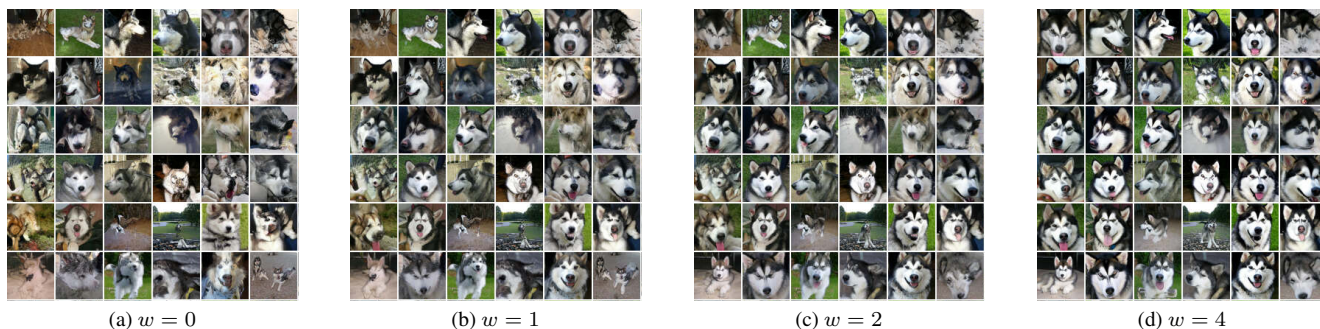 (a) w = 0
(b) w = 1
(c) w = 2
(d) w = 4